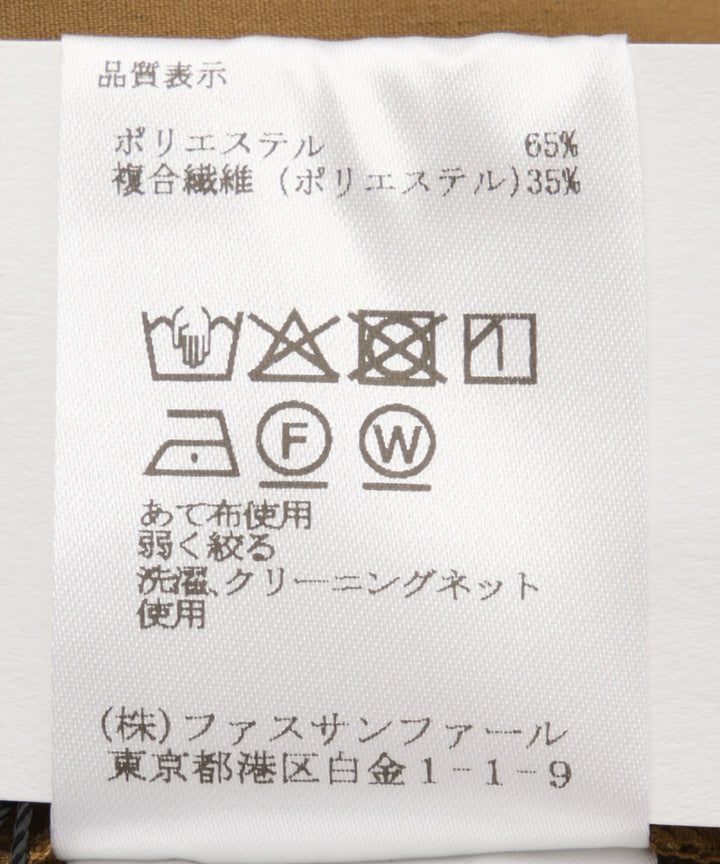 品質表示
ポリエステル 65%
複合繊維 (ポリエステル)35%
F W
あて布使用
弱く絞る
洗濯、クリーニングネット
使用
(株)ファスサンファール
東京都港区白金1-1-9